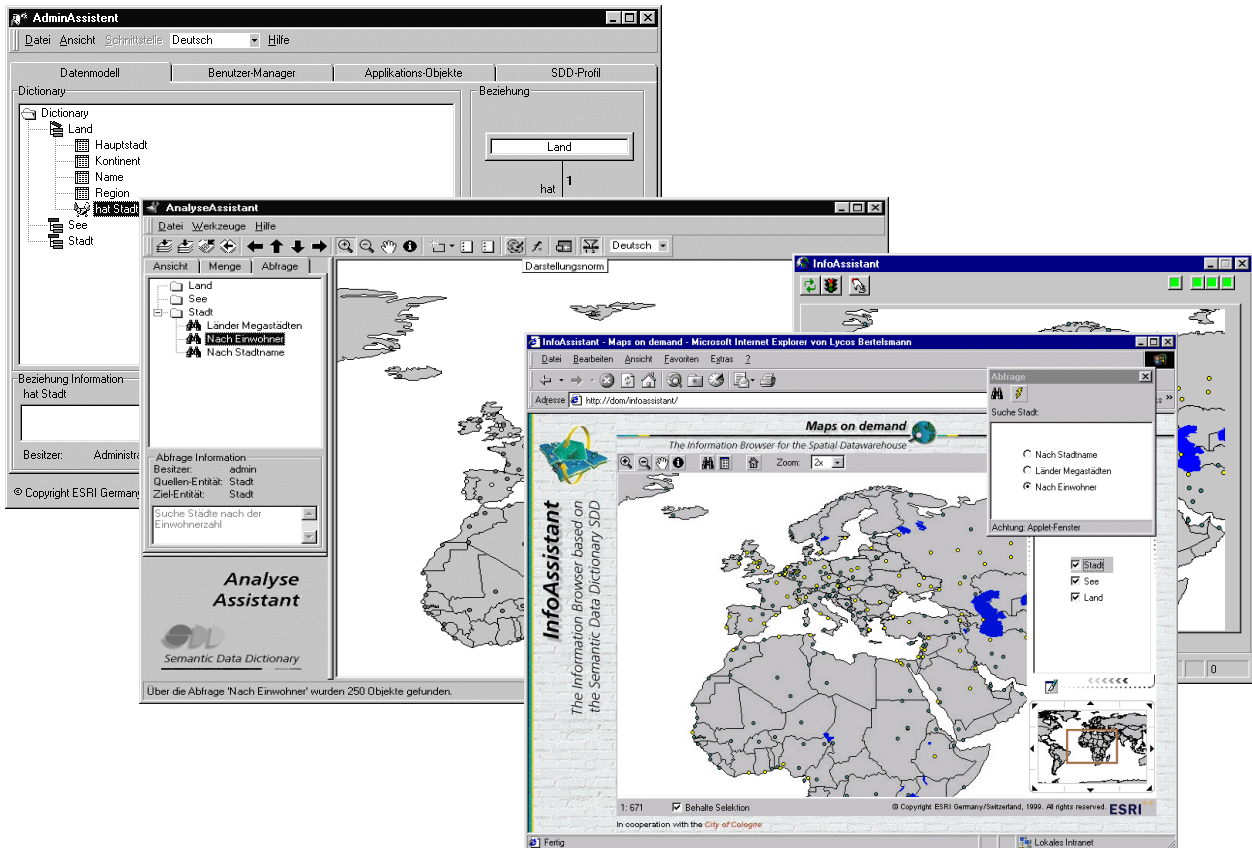 AdminAssistent
Datei Ansicht Schnittstelle Deutsch Hilfe
Datenmodell Benutzer-Manager Applikations-Objekte SDD-Profil
Dictionary
Dictionary
Land
Hauptstadt
Kontinent
Name
Region
hat Stadt
See
Stadt
Beziehung
Land
hat 1
Beziehung Information
hat Stadt
Besitzer: Administra
© Copyright ESRI Germany
AnalyseAssistant
Datei Werkzeuge Hilfe
Deutsch
Ansicht Menge Abfrage
Darstellungsnorm
Land
See
Stadt
Länder Megastädten
Nach Einwohner
Nach Stadtname
Abfrage Information
Besitzer: admin
Quellen-Entität: Stadt
Ziel-Entität: Stadt
Suche Städte nach der
Einwohnerzahl
Analyse
Assistant
SDD
Semantic Data Dictionary
Über die Abfrage 'Nach Einwohner' wurden 250 Objekte gefunden.
InfoAssistant
0
InfoAssistant - Maps on demand - Microsoft Internet Explorer von Lycos Bertelsmann
Datei Bearbeiten Ansicht Favoriten Extras ?
Adresse http://dom/infoassistant/
Maps on demand
The Information Browser for the Spatial Datawarehouse
Zoom: 2x
InfoAssistant
The Information Browser based on
the Semantic Data Dictionary SDD
Abfrage
Suche Stadt:
Nach Stadtname
Länder Megastädten
Nach Einwohner
Achtung: Applet-Fenster
Stadt
See
Land
1: 671 Behalte Selektion
© Copyright ESRI Germany/Switzerland, 1999. All rights reserved. ESRI
In cooperation with the City of Cologne
Fertig Lokales Intranet